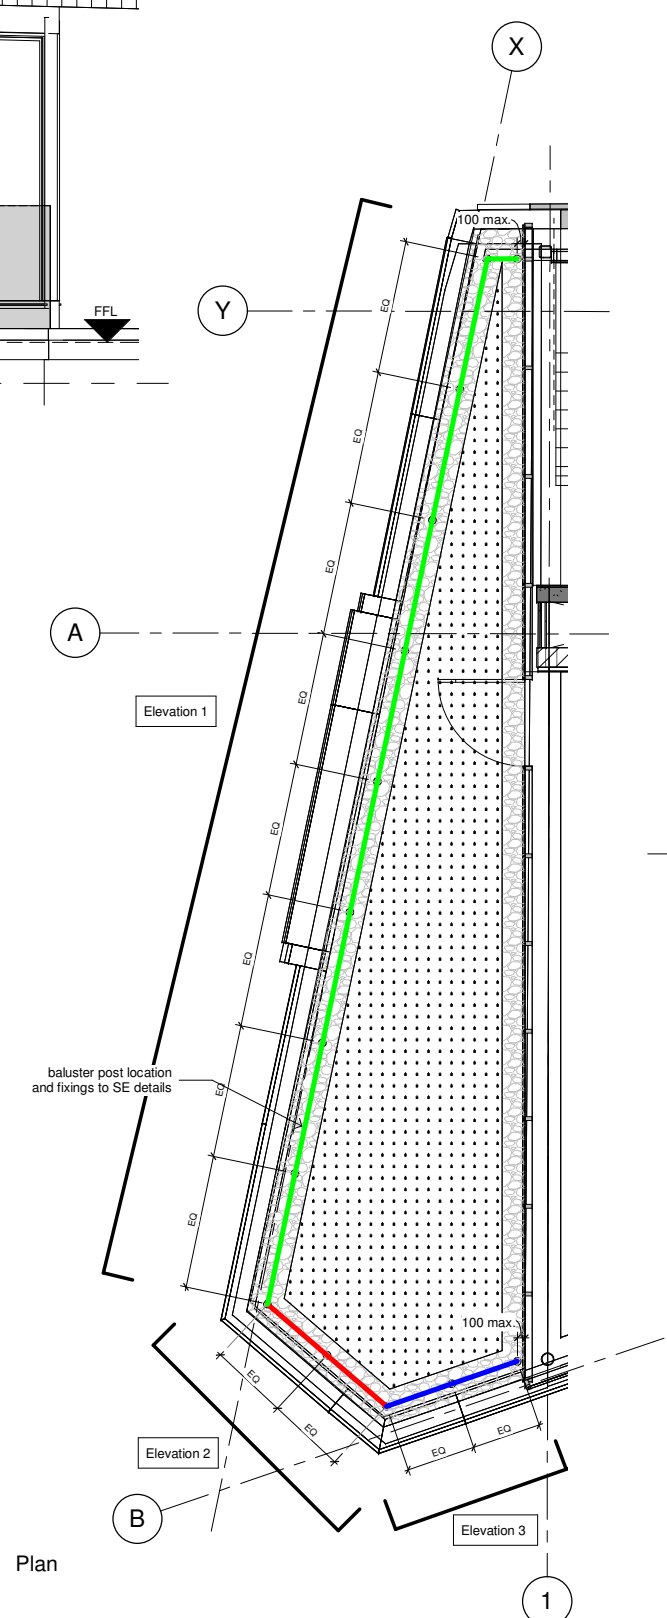 X
100 max.
FFL
Y
EQ
EQ
EQ
A
Elevation 1
EQ
EQ
EQ
baluster post location
and fixings to SE details
EQ
EQ
100 max.
EQ
EQ
EQ
EQ
Elevation 2
B
Elevation 3
Plan
1